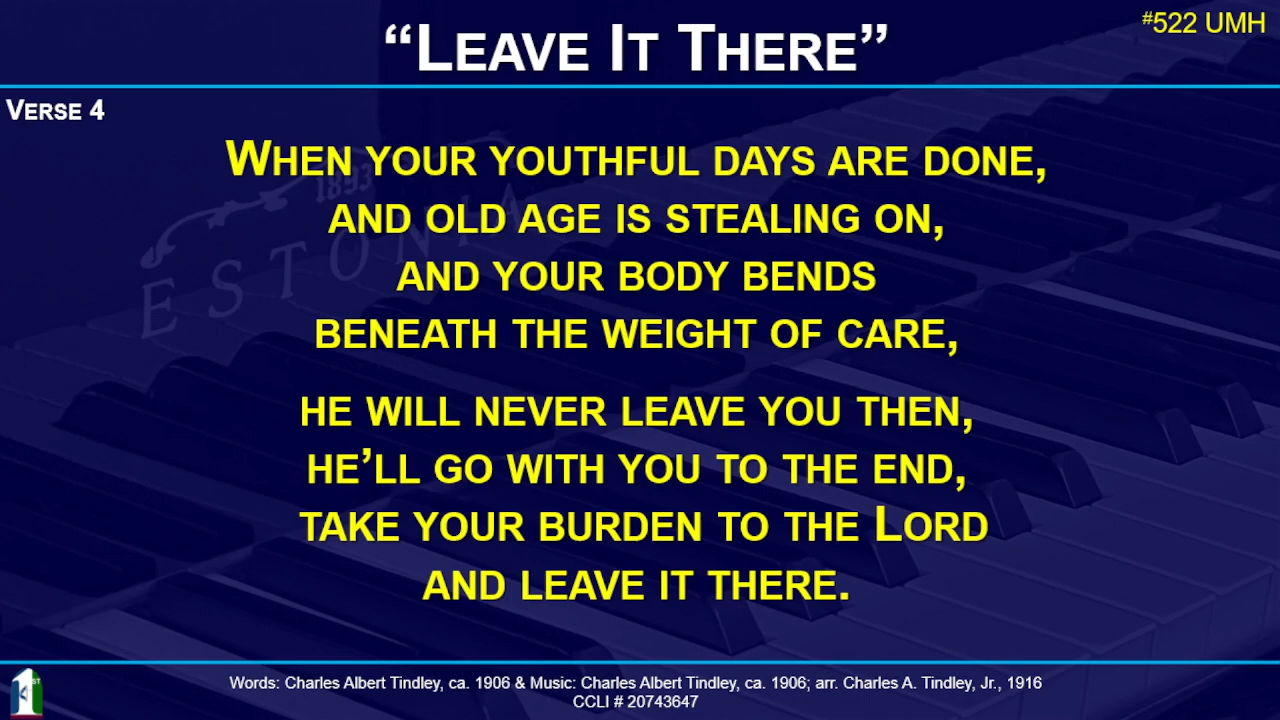 “Leave It There”
#522 UMH
Verse 4
1893
ESTONIA
When your youthful days are done,
and old age is stealing on,
and your body bends
beneath the weight of care,
he will never leave you then,
he’ll go with you to the end,
take your burden to the Lord
and leave it there.
1ST
Words: Charles Albert Tindley, ca. 1906 & Music: Charles Albert Tindley, ca. 1906; arr. Charles A. Tindley, Jr., 1916
CCLI # 20743647